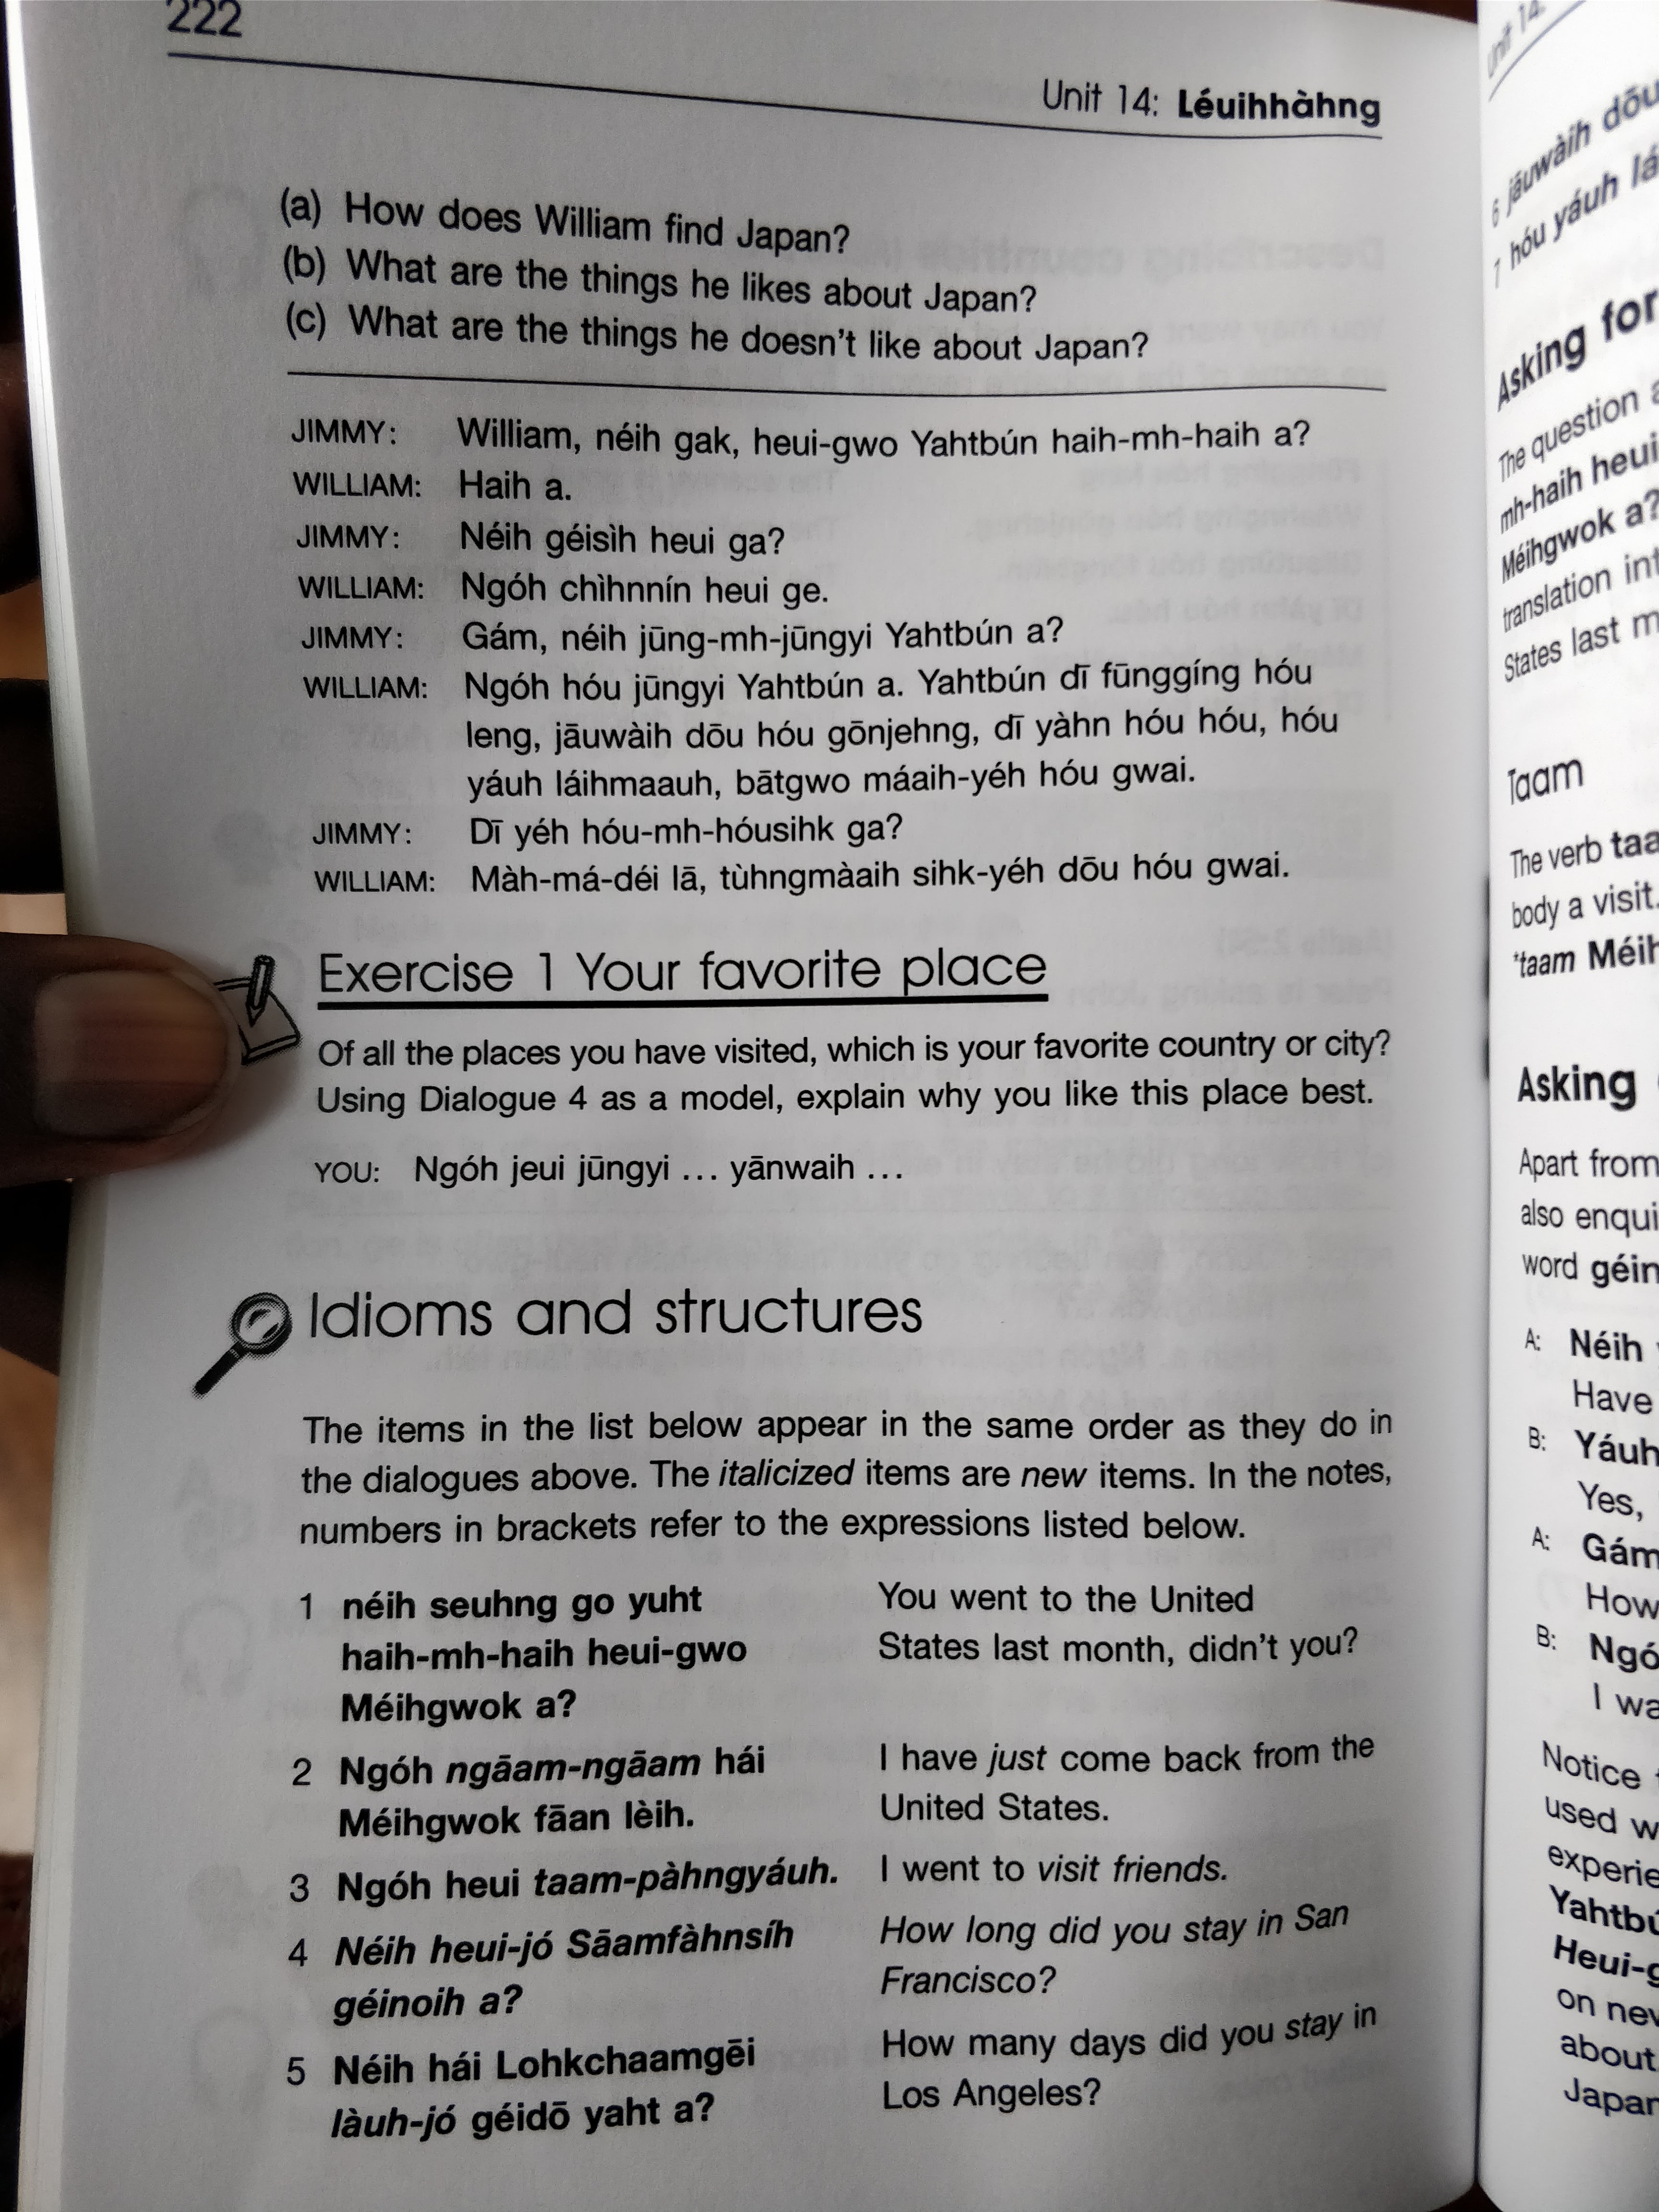 222
Unit 14: Léuihhàhng
(a) How does William find Japan?
(b) What are the things he likes about Japan?
(c) What are the things he doesn't like about Japan?
JIMMY: William, néih gak, heui-gwo Yahtbún haih-mh-haih a?
WILLIAM: Haih a.
JIMMY: Néih géisìh heui ga?
WILLIAM: Ngóh chìhnnín heui ge.
JIMMY: Gám, néih jūng-mh-jūngyi Yahtbún a?
WILLIAM: Ngóh hóu jūngyi Yahtbún a. Yahtbún dī fūnggíng hóu
leng, jāuwàih dōu hóu gōnjehng, dī yàhn hóu hóu, hóu
yáuh láihmaauh, bātgwo máaih-yéh hóu gwai.
JIMMY: Dī yéh hóu-mh-hóusihk ga?
WILLIAM: Màh-má-déi lā, tùhngmàaih sihk-yéh dōu hóu gwai.
Exercise 1 Your favorite place
Of all the places you have visited, which is your favorite country or city?
Using Dialogue 4 as a model, explain why you like this place best.
YOU: Ngóh jeui jūngyi ... yānwaih ...
Idioms and structures
The items in the list below appear in the same order as they do in
the dialogues above. The italicized items are new items. In the notes,
numbers in brackets refer to the expressions listed below.
1 néih seuhng go yuht You went to the United
haih-mh-haih heui-gwo States last month, didn't you?
Méihgwok a?
2 Ngóh ngāam-ngāam hái I have just come back from the
Méihgwok fāan lèih. United States.
3 Ngóh heui taam-pàhngyáuh. I went to visit friends.
4 Néih heui-jó Sāamfàhnsíh How long did you stay in San
géinoih a? Francisco?
5 Néih hái Lohkchaamgēi How many days did you stay in
làuh-jó géidō yaht a? Los Angeles?
Unit 14:
6 jāuwàih dōu
7 hóu yáuh lá
Asking for
The question
mh-haih heui
Méihgwok a?
translation int
States last m
Taam
The verb taa
body a visit.
*taam Méih
Asking
Apart from
also enqui
word géin
A: Néih
Have
B: Yáuh
Yes,
A: Gám
How
B: Ngó
I wa
Notice
used w
experie
Yahtbú
Heui-g
on nev
about
Japan